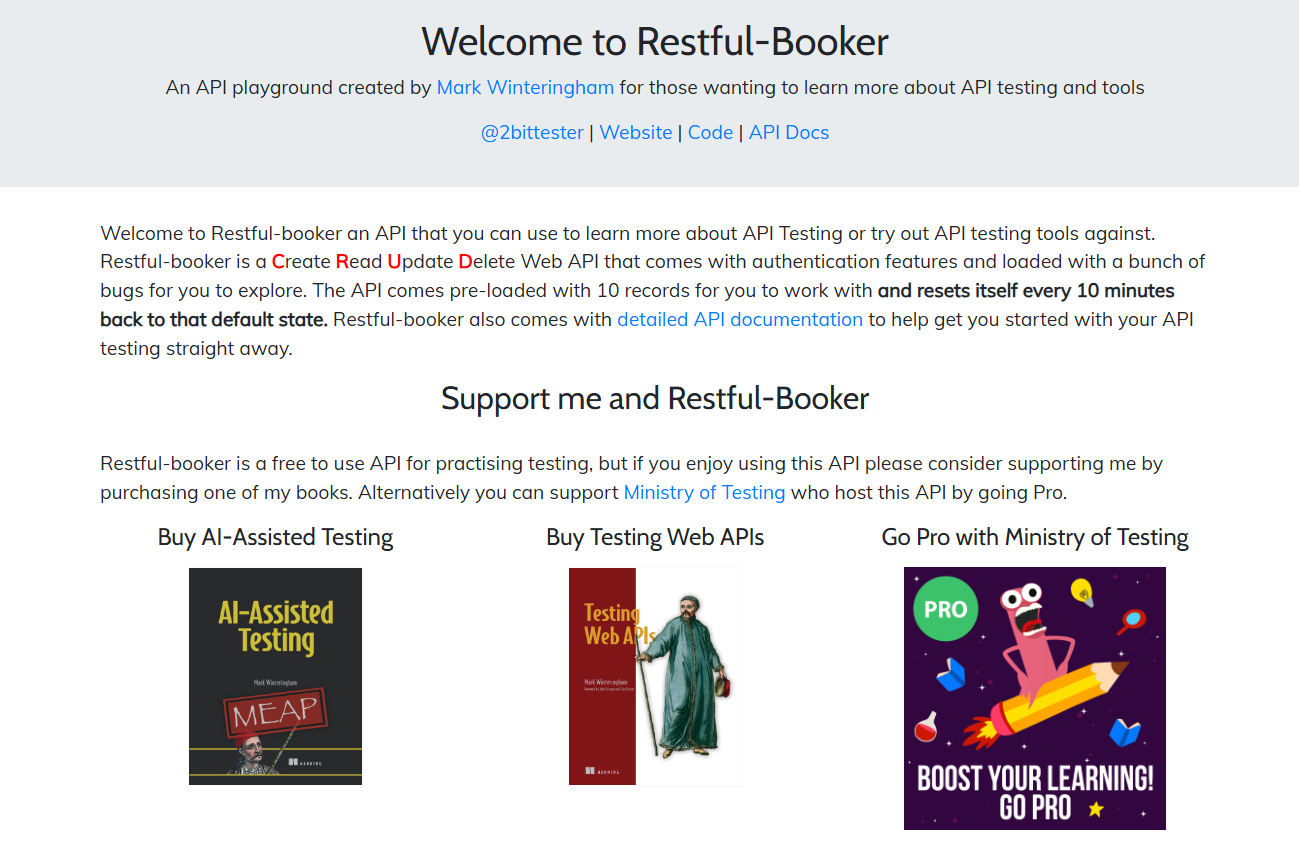 Welcome to Restful-Booker
An API playground created by Mark Winteringham for those wanting to learn more about API testing and tools
@2bittester | Website | Code | API Docs
Welcome to Restful-booker an API that you can use to learn more about API Testing or try out API testing tools against.
Restful-booker is a Create Read Update Delete Web API that comes with authentication features and loaded with a bunch of
bugs for you to explore. The API comes pre-loaded with 10 records for you to work with and resets itself every 10 minutes
back to that default state. Restful-booker also comes with detailed API documentation to help get you started with your API
testing straight away.
Support me and Restful-Booker
Restful-booker is a free to use API for practising testing, but if you enjoy using this API please consider supporting me by
purchasing one of my books. Alternatively you can support Ministry of Testing who host this API by going Pro.
Buy AI-Assisted Testing
AI-Assisted
Testing
Mark Winteringham
MEAP
MANNING
Buy Testing Web APIs
Testing
Web APIs
Mark Winteringham
MANNING
Go Pro with Ministry of Testing
PRO
BOOST YOUR LEARNING!
GO PRO